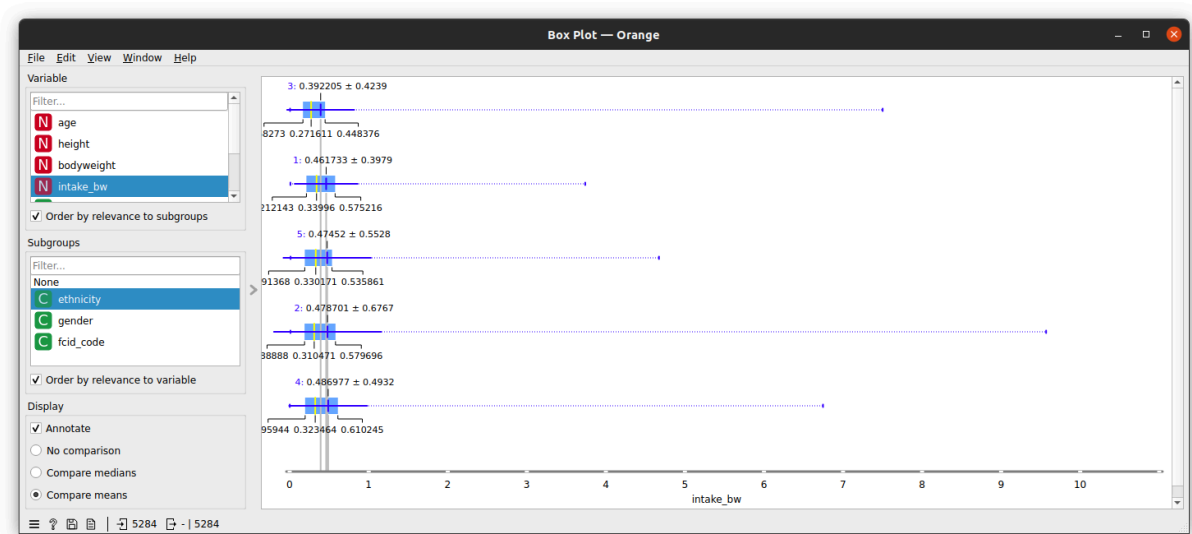 Box Plot — Orange
File Edit View Window Help
Variable
Filter...
N age
N height
N bodyweight
N intake_bw
Order by relevance to subgroups
Subgroups
Filter...
None
C ethnicity
C gender
C fcid_code
Order by relevance to variable
Display
Annotate
No comparison
Compare medians
Compare means
5284 - | 5284
3: 0.392205 ± 0.4239
8273 0.271611 0.448376
1: 0.461733 ± 0.3979
212143 0.33996 0.575216
5: 0.47452 ± 0.5528
91368 0.330171 0.535861
2: 0.478701 ± 0.6767
38888 0.310471 0.579696
4: 0.486977 ± 0.4932
95944 0.323464 0.610245
0 1 2 3 4 5 6 7 8 9 10
intake_bw